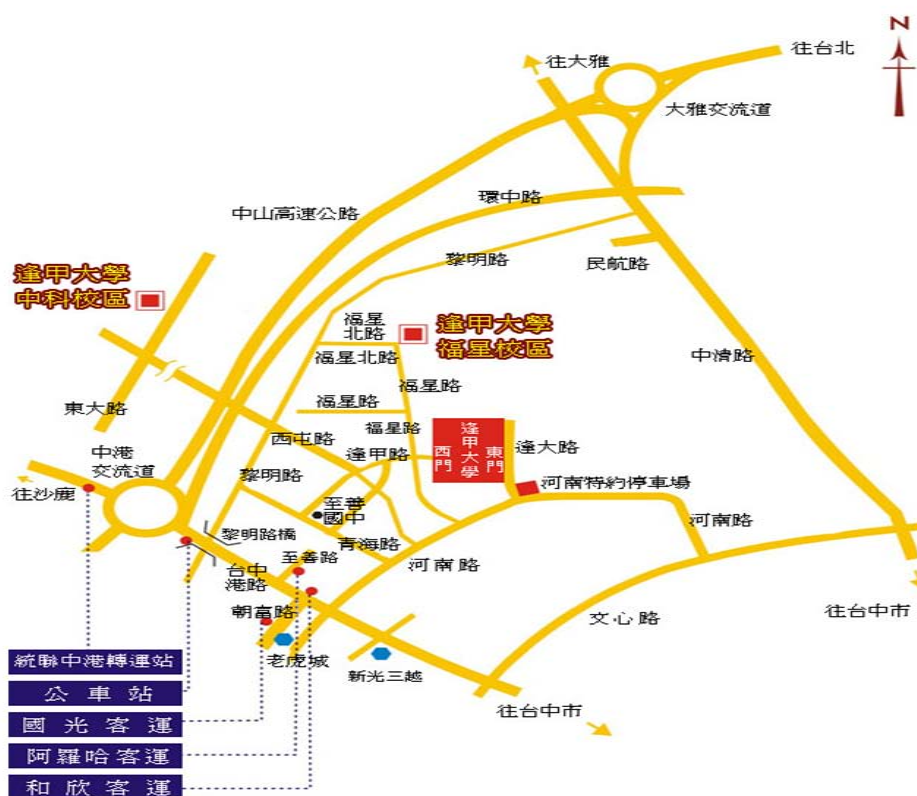 N
往台北
往大雅
大雅交流道
環中路
中山高速公路
黎明路
民航路
逢甲大學
中科校區
福星
北路
逢甲大學
福星校區
福星北路
中清路
福星路
東大路
福星路
福星路
西屯路
中港
交流道
逢甲路
逢甲大學
西門
東門
逢大路
黎明路
河南特約停車場
往沙鹿
至善
國中
河南路
黎明路橋
青海路
至善路
河南路
台中
港路
朝富路
文心路
往台中市
老虎城
新光三越
往台中市
統聯中港轉運站
公車站
國光客運
阿羅哈客運
和欣客運